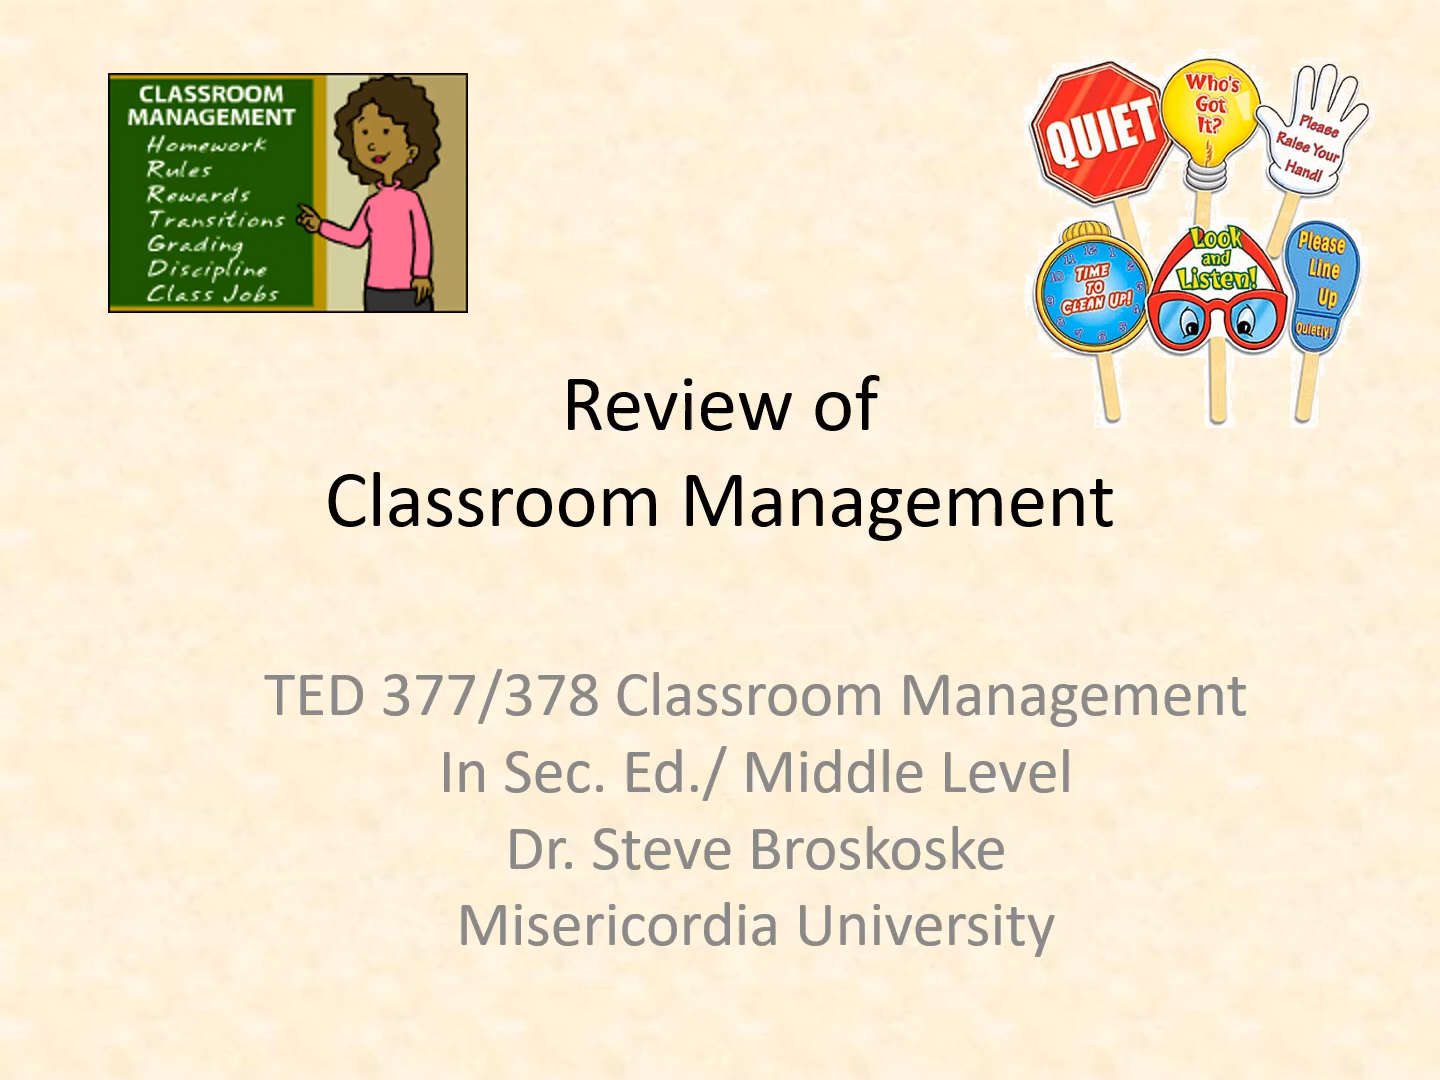 CLASSROOM
MANAGEMENT
Homework
Rules
Rewards
Transitions
Grading
Discipline
Class Jobs
QUIET
Who's
Got
It?
Please
Raise Your
Hand!
TIME
TO
CLEAN UP!
Look
and
Listen!
Please
Line
Up
Quietly!
Review of
Classroom Management
TED 377/378 Classroom Management
In Sec. Ed./ Middle Level
Dr. Steve Broskoske
Misericordia University